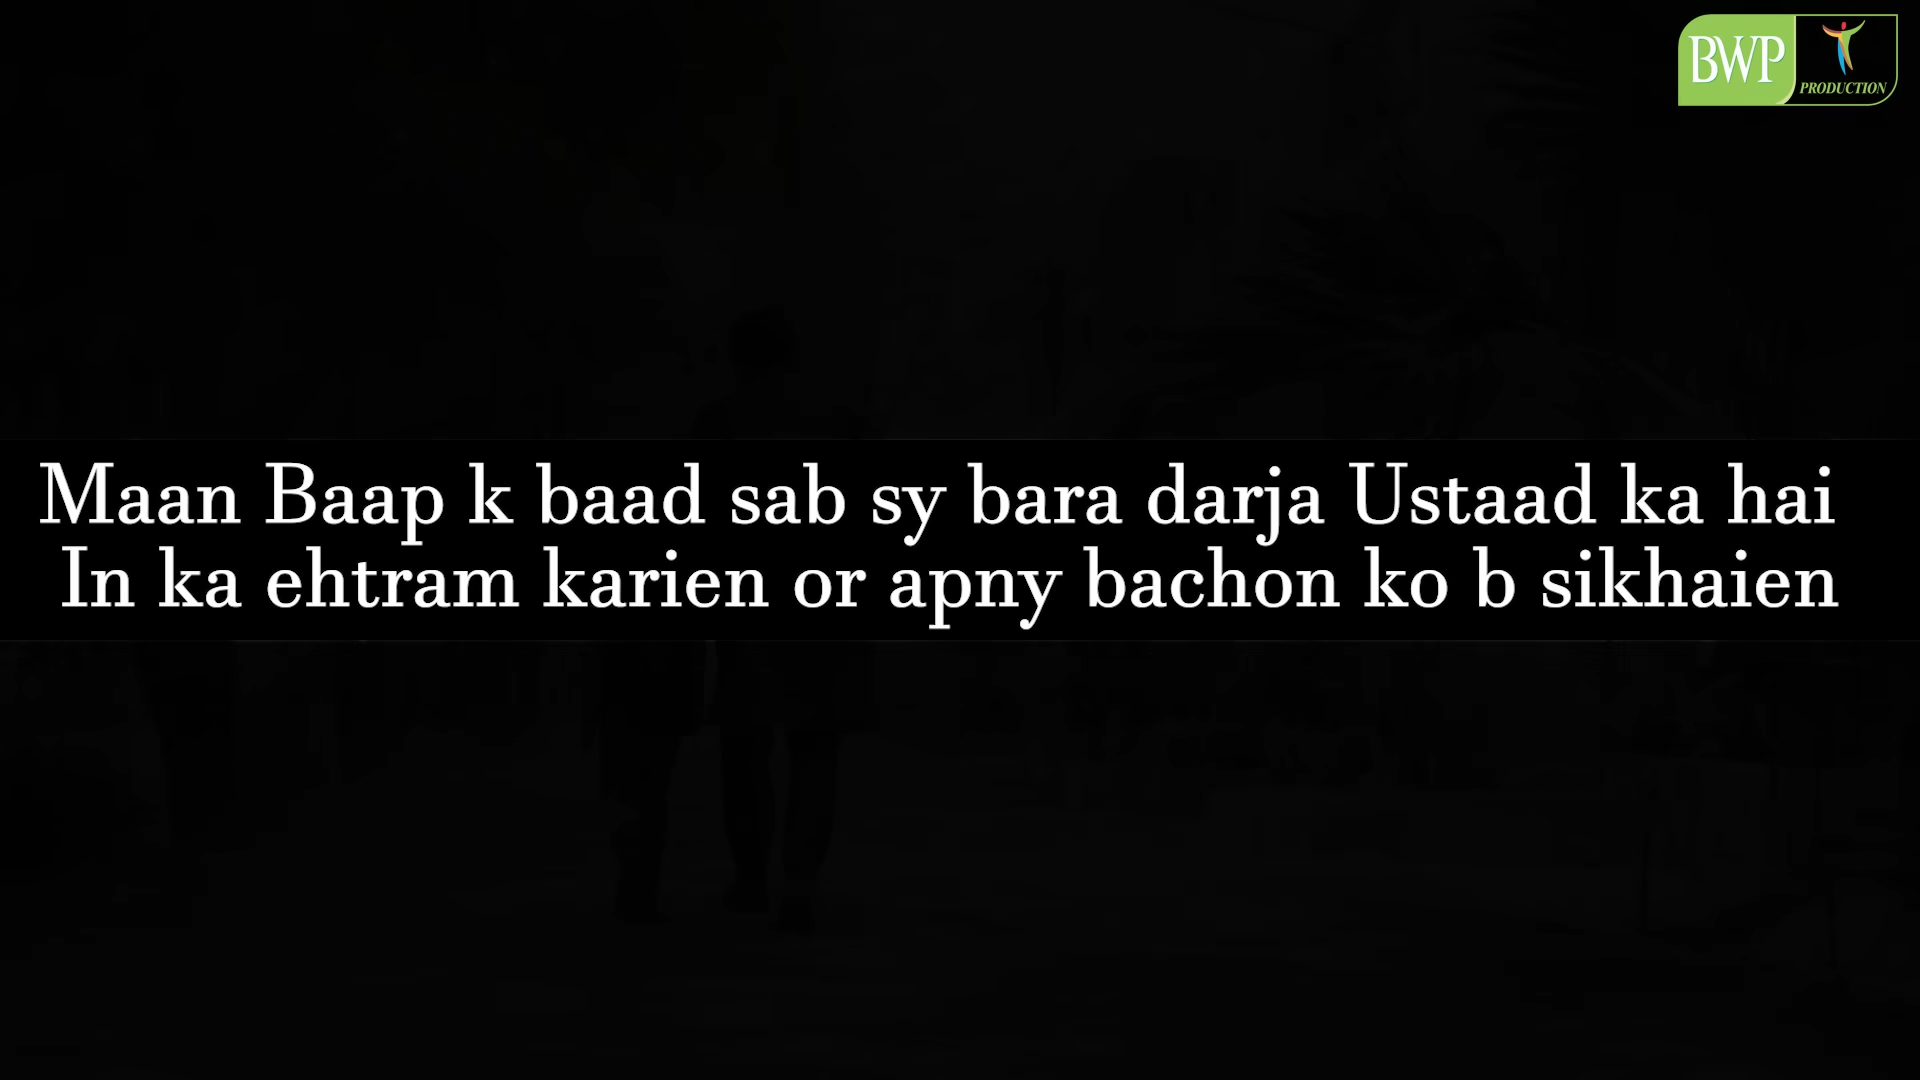 BWP
PRODUCTION
Maan Baap k baad sab sy bara darja Ustaad ka hai
In ka ehtram karien or apny bachon ko b sikhaien